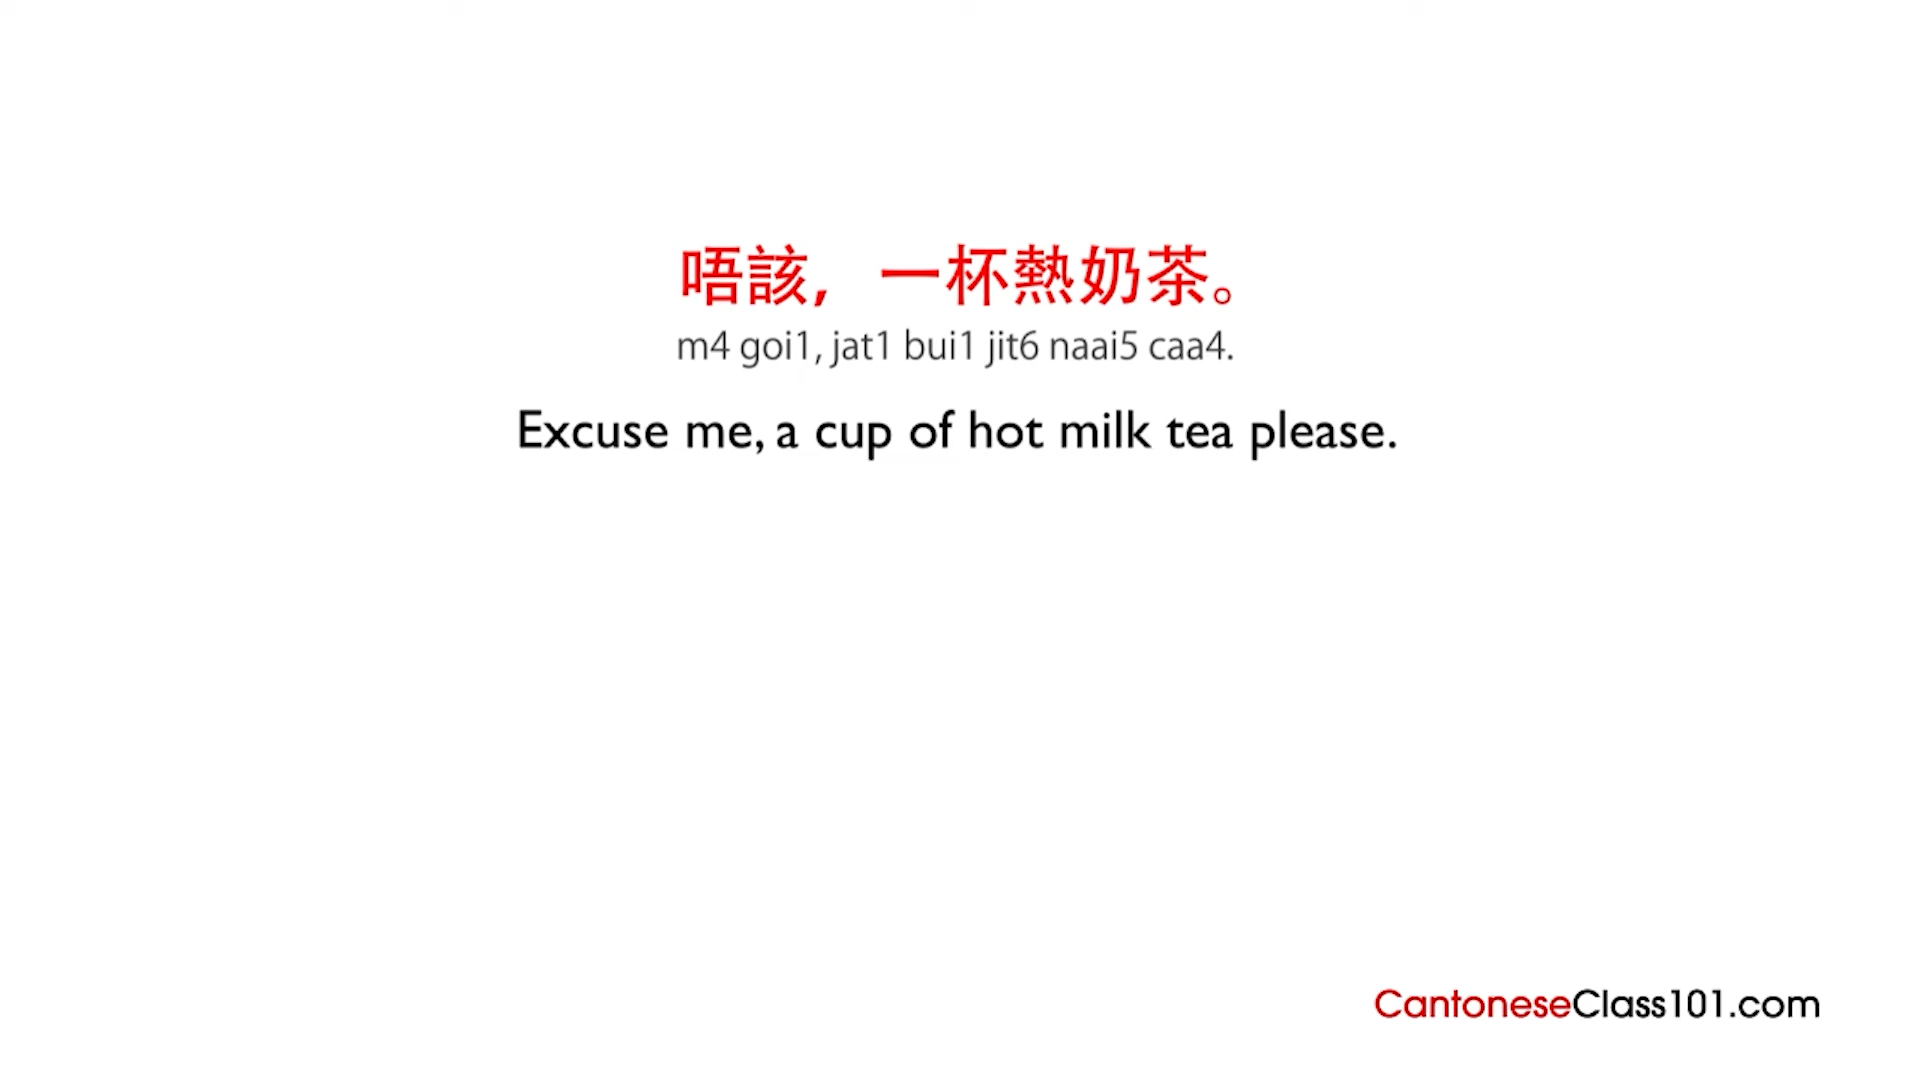 唔該，一杯熱奶茶。
m4 goi1, jat1 bui1 jit6 naai5 caa4.
Excuse me, a cup of hot milk tea please.
CantoneseClass101.com